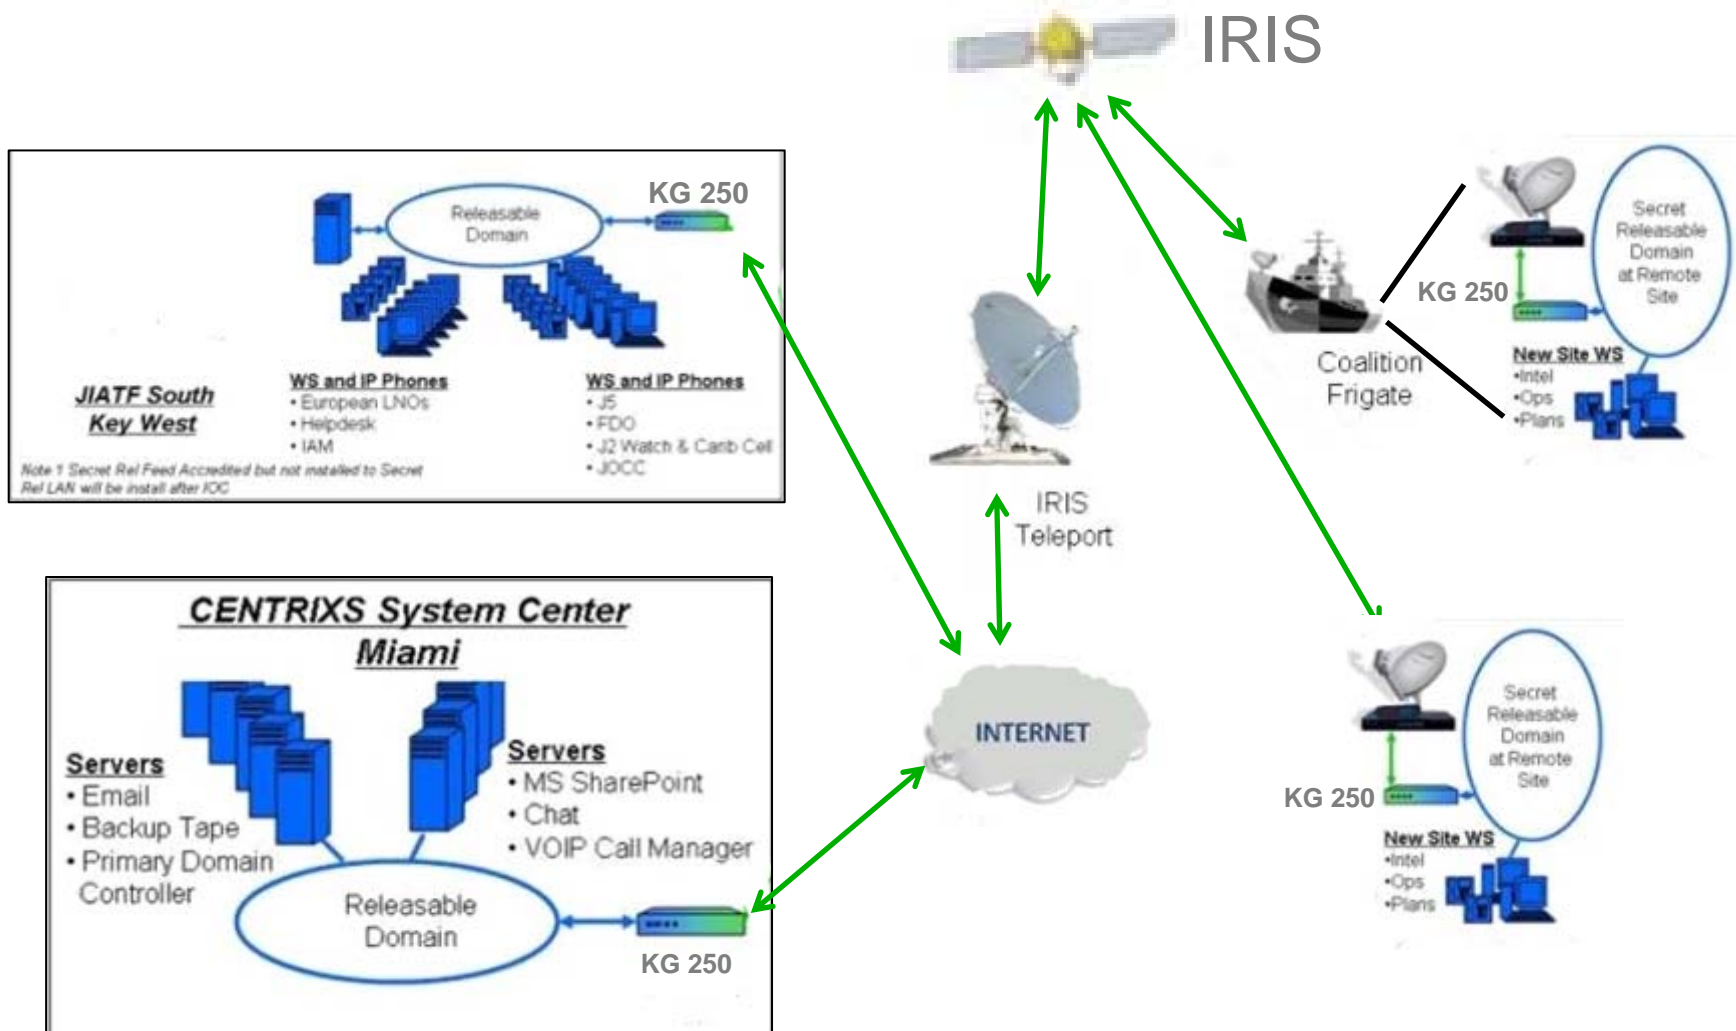 IRIS
KG 250
Releasable
Domain
WS and IP Phones
• European LNOs
• Helpdesk
• IAM
WS and IP Phones
• J5
• FDO
• J2 Watch & Carib Cell
• JOCC
JIATF South
Key West
Note 1 Secret Rel Feed Accredited but not installed to Secret
Rel LAN will be install after IOC
Secret
Releasable
Domain
at Remote
Site
KG 250
New Site WS
•Intel
•Ops
•Plans
Coalition
Frigate
IRIS
Teleport
CENTRIXS System Center
Miami
Servers
• Email
• Backup Tape
• Primary Domain
Controller
Servers
• MS SharePoint
• Chat
• VOIP Call Manager
Releasable
Domain
KG 250
INTERNET
Secret
Releasable
Domain
at Remote
Site
KG 250
New Site WS
•Intel
•Ops
•Plans